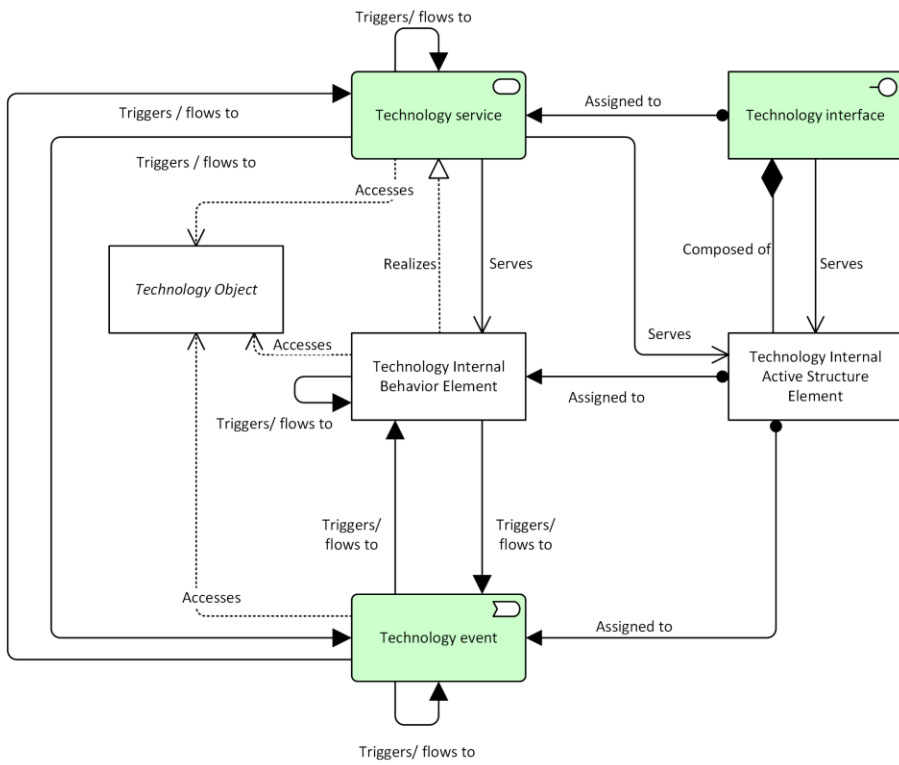 Triggers/ flows to
Technology service
Technology interface
Assigned to
Triggers / flows to
Triggers / flows to
Accesses
Technology Object
Realizes
Serves
Composed of
Serves
Serves
Accesses
Technology Internal
Behavior Element
Technology Internal
Active Structure
Element
Assigned to
Triggers/ flows to
Triggers/
flows to
Triggers/
flows to
Accesses
Technology event
Assigned to
Triggers/ flows to